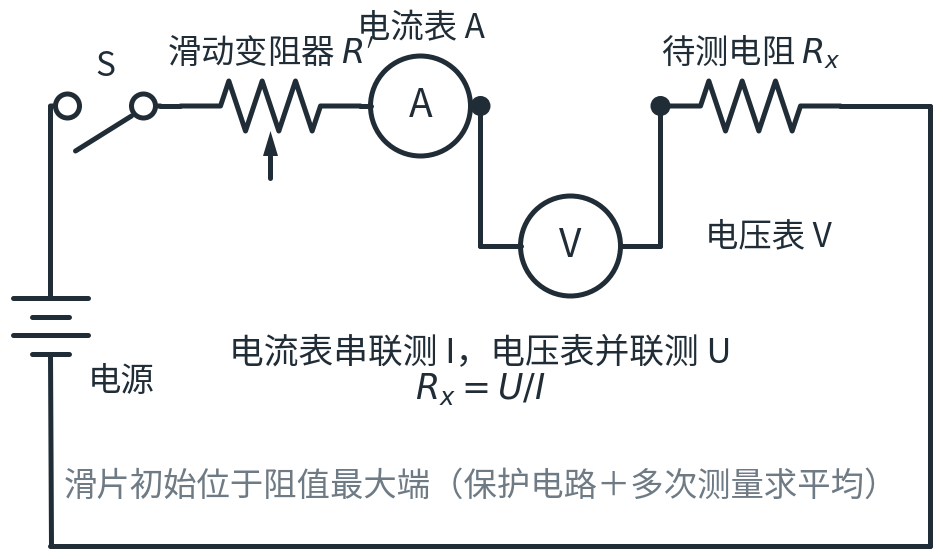 电流表 A
滑动变阻器 R′
待测电阻 Rₓ
S
A
电压表 V
V
电流表串联测 I，电压表并联测 U
Rₓ = U/I
电源
滑片初始位于阻值最大端（保护电路＋多次测量求平均）